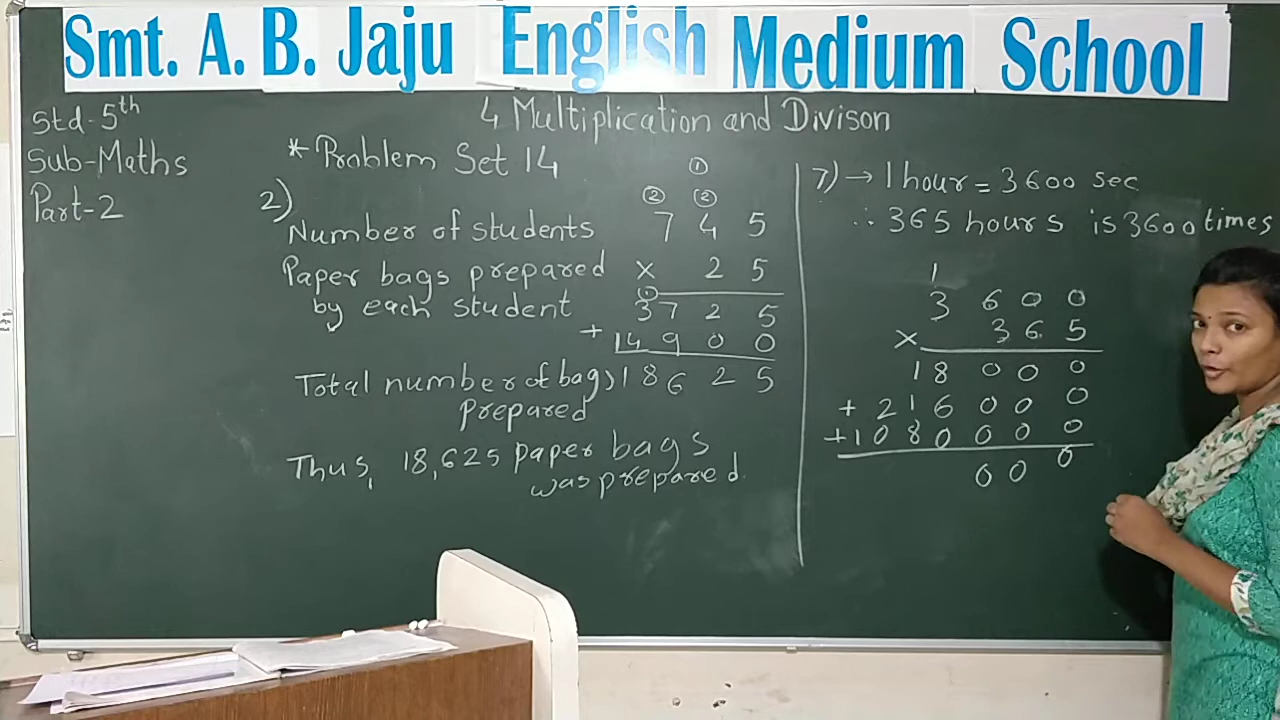 Smt. A. B. Jaju English Medium School
Std-5th
Sub-Maths
Part-2
4 Multiplication and Divison
* Problem Set 14
2)
①
② ②
Number of students 7 4 5
Paper bags prepared by each student × 2 5
①
3 7 2 5
+ 14 9 0 0
Total number of bags prepared 1 8 6 2 5
Thus, 18,625 paper bags
was prepared.
7) → 1 hour = 3600 sec
∴ 365 hours is 3600 times
1
3 6 0 0
× 3 6 5
1 8 0 0 0
+ 2 1 6 0 0 0
+ 1 0 8 0 0 0 0
0 0 0